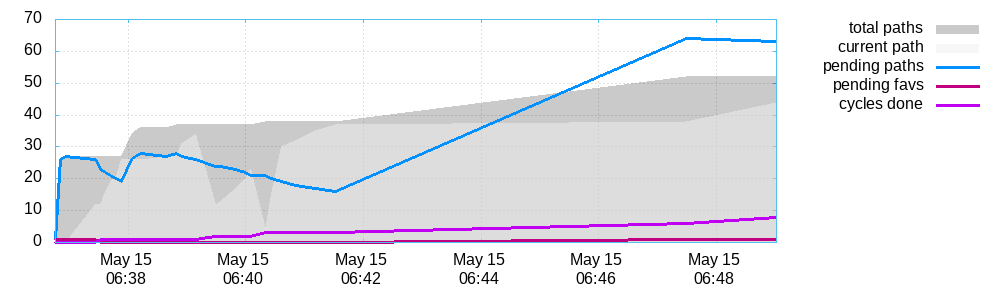 70
60
50
40
30
20
10
0
May 15
06:38
May 15
06:40
May 15
06:42
May 15
06:44
May 15
06:46
May 15
06:48
total paths
current path
pending paths
pending favs
cycles done